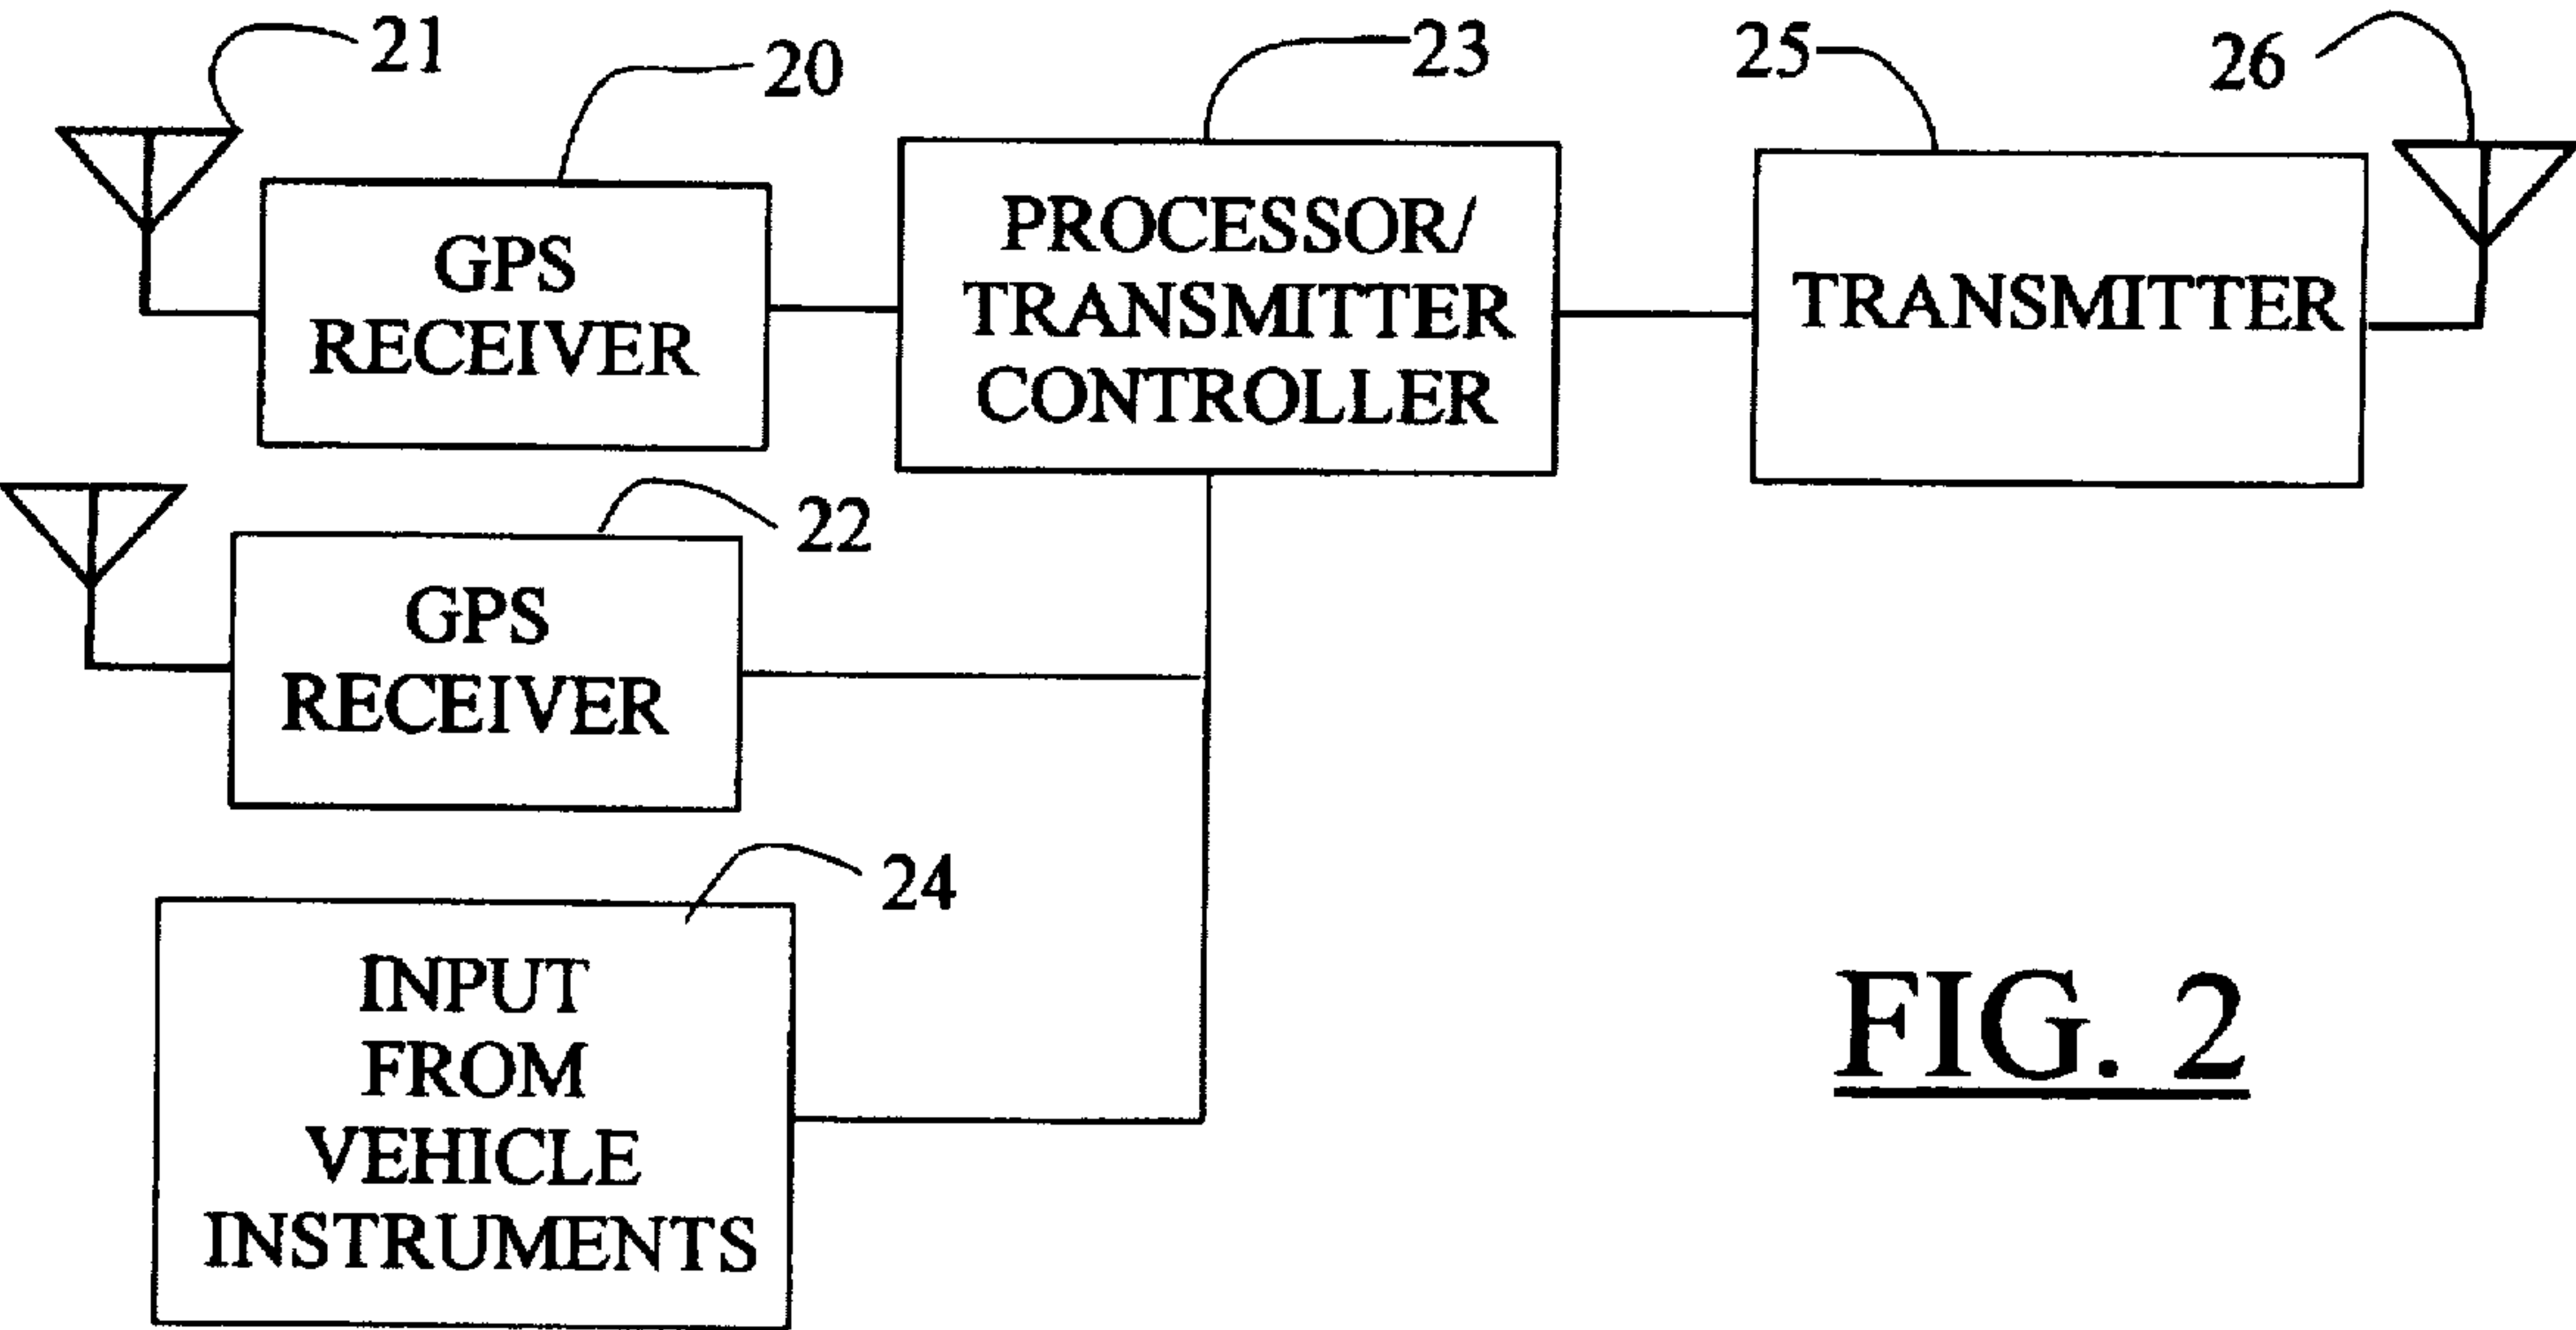 21
20
23
25
26
GPS
RECEIVER
PROCESSOR/
TRANSMITTER
CONTROLLER
TRANSMITTER
22
GPS
RECEIVER
24
INPUT
FROM
VEHICLE
INSTRUMENTS
FIG. 2